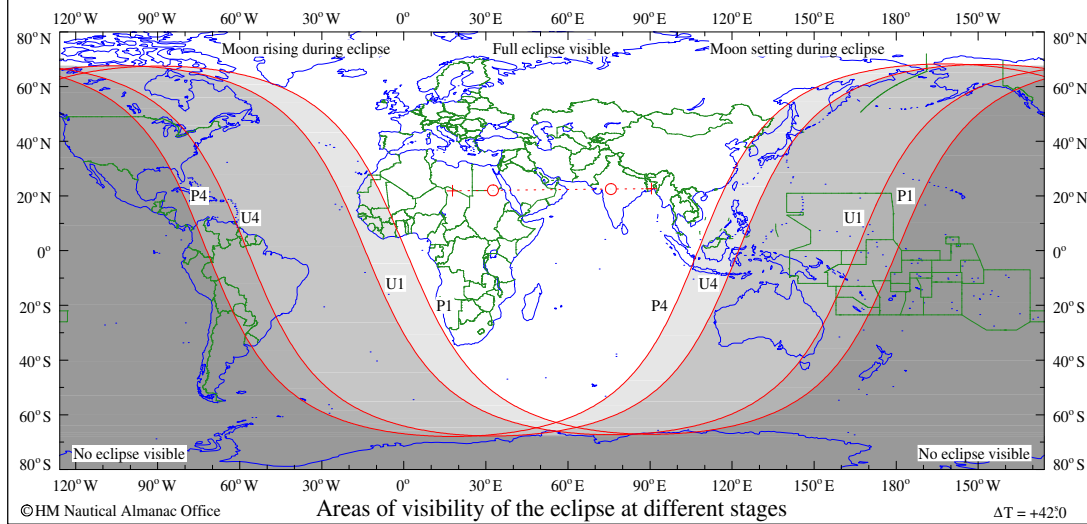 120°W 90°W 60°W 30°W 0° 30°E 60°E 90°E 120°E 150°E 180° 150°W
80°N 80°N
Moon rising during eclipse Full eclipse visible Moon setting during eclipse
60°N 60°N
40°N 40°N
20°N 20°N
P4 P1
U4 U1
0° 0°
U1 U4
P1 P4
20°S 20°S
40°S 40°S
60°S 60°S
No eclipse visible No eclipse visible
80°S 80°S
120°W 90°W 60°W 30°W 0° 30°E 60°E 90°E 120°E 150°E 180° 150°W
©HM Nautical Almanac Office Areas of visibility of the eclipse at different stages ΔT = +42ˢ.0